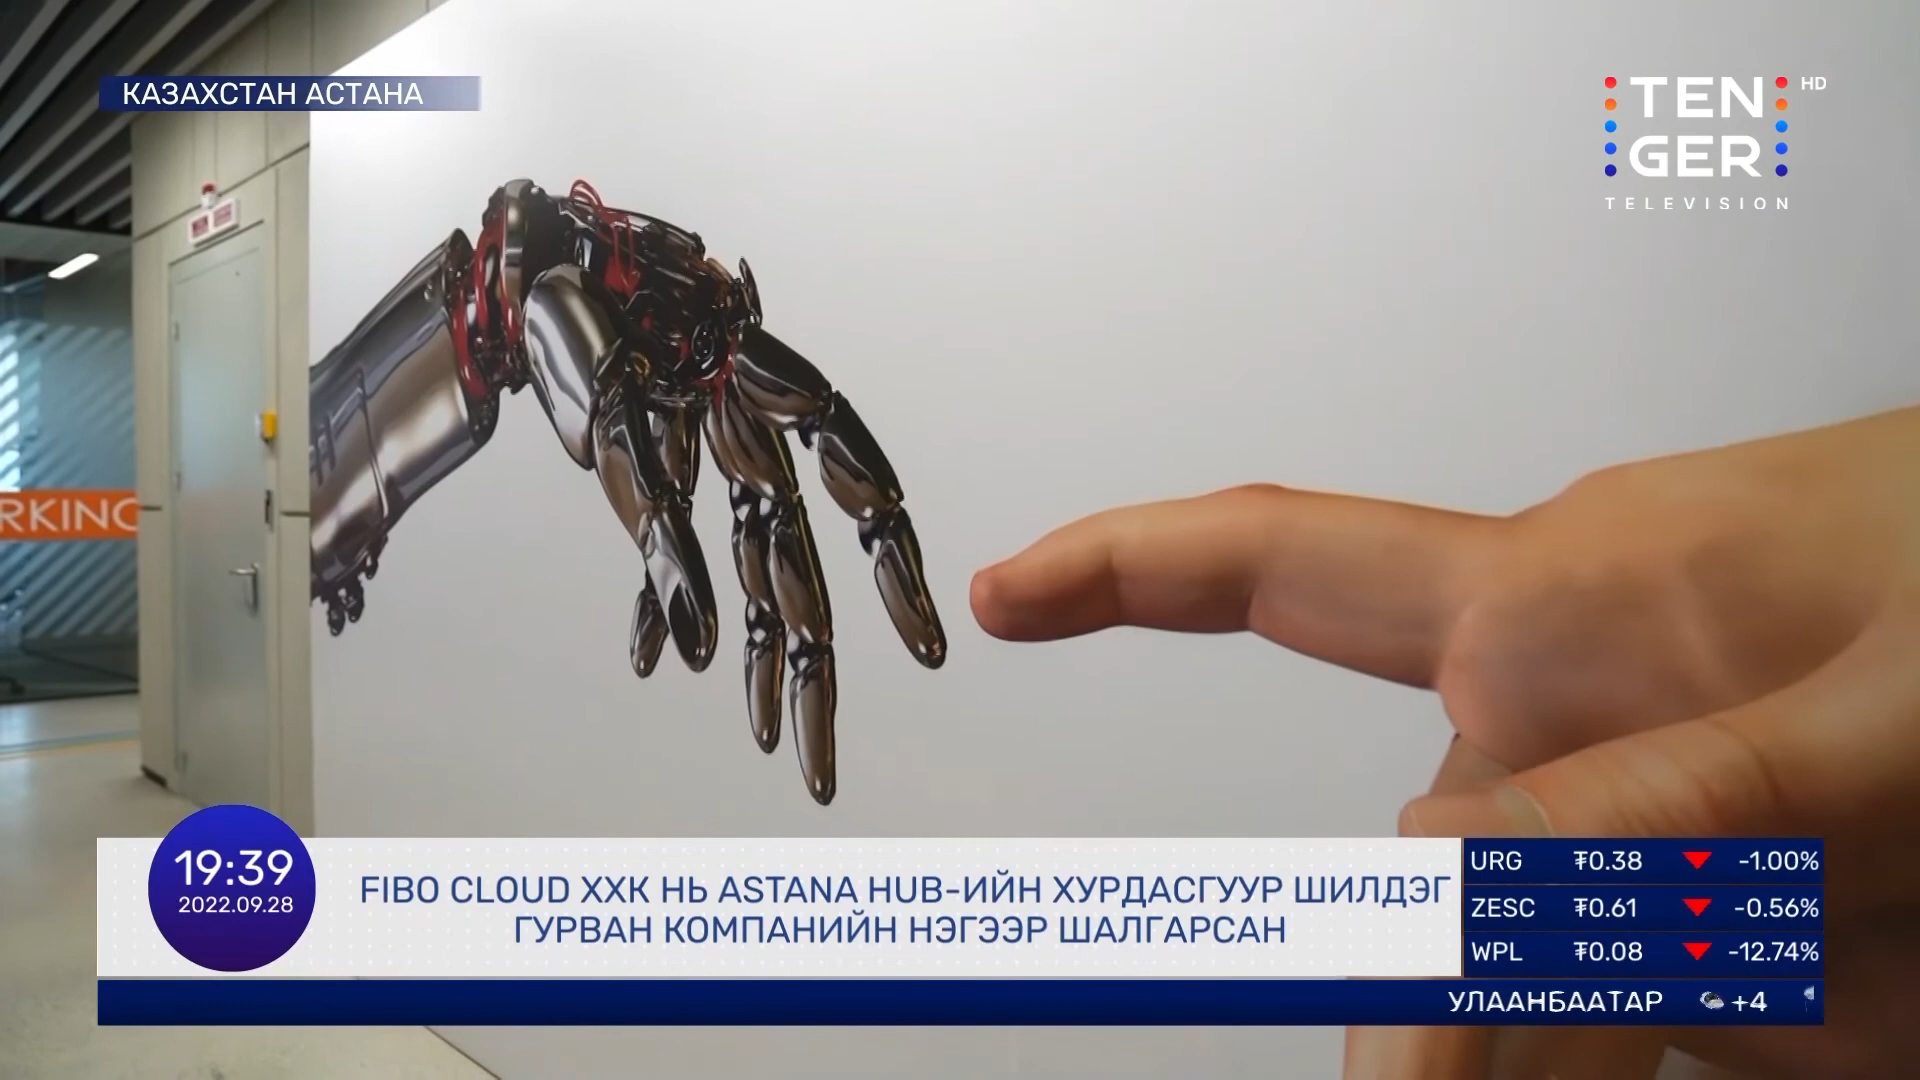 КАЗАХСТАН АСТАНА
TEN
GER
HD
TELEVISION
RKING
19:39
2022.09.28
FIBO CLOUD ХХК НЬ ASTANA HUB-ИЙН ХУРДАСГУУР ШИЛДЭГ
ГУРВАН КОМПАНИЙН НЭГЭЭР ШАЛГАРСАН
URG ₮0.38 -1.00%
ZESC ₮0.61 -0.56%
WPL ₮0.08 -12.74%
УЛААНБААТАР +4